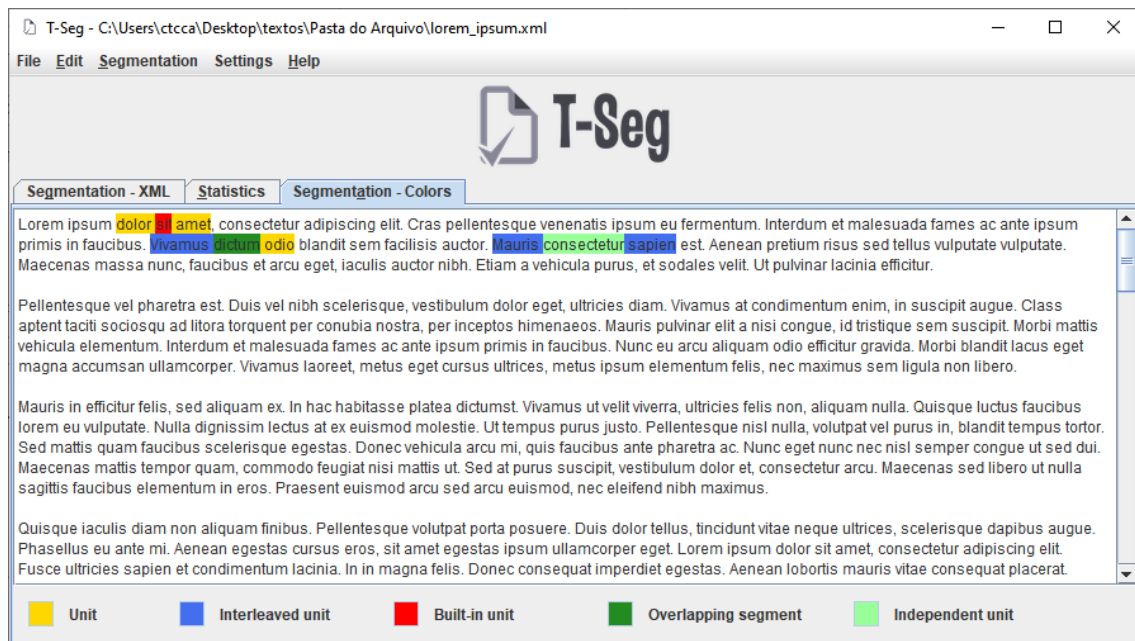 T-Seg - C:\Users\ctcca\Desktop\textos\Pasta do Arquivo\lorem_ipsum.xml
File Edit Segmentation Settings Help
T-Seg
Segmentation - XML Statistics Segmentation - Colors
Lorem ipsum dolor sit amet, consectetur adipiscing elit. Cras pellentesque venenatis ipsum eu fermentum. Interdum et malesuada fames ac ante ipsum
primis in faucibus. Vivamus dictum odio blandit sem facilisis auctor. Mauris consectetur sapien est. Aenean pretium risus sed tellus vulputate vulputate.
Maecenas massa nunc, faucibus et arcu eget, iaculis auctor nibh. Etiam a vehicula purus, et sodales velit. Ut pulvinar lacinia efficitur.
Pellentesque vel pharetra est. Duis vel nibh scelerisque, vestibulum dolor eget, ultricies diam. Vivamus at condimentum enim, in suscipit augue. Class
aptent taciti sociosqu ad litora torquent per conubia nostra, per inceptos himenaeos. Mauris pulvinar elit a nisi congue, id tristique sem suscipit. Morbi mattis
vehicula elementum. Interdum et malesuada fames ac ante ipsum primis in faucibus. Nunc eu arcu aliquam odio efficitur gravida. Morbi blandit lacus eget
magna accumsan ullamcorper. Vivamus laoreet, metus eget cursus ultrices, metus ipsum elementum felis, nec maximus sem ligula non libero.
Mauris in efficitur felis, sed aliquam ex. In hac habitasse platea dictumst. Vivamus ut velit viverra, ultricies felis non, aliquam nulla. Quisque luctus faucibus
lorem eu vulputate. Nulla dignissim lectus at ex euismod molestie. Ut tempus purus justo. Pellentesque nisl nulla, volutpat vel purus in, blandit tempus tortor.
Sed mattis quam faucibus scelerisque egestas. Donec vehicula arcu mi, quis faucibus ante pharetra ac. Nunc eget nunc nec nisl semper congue ut sed dui.
Maecenas mattis tempor quam, commodo feugiat nisi mattis ut. Sed at purus suscipit, vestibulum dolor et, consectetur arcu. Maecenas sed libero ut nulla
sagittis faucibus elementum in eros. Praesent euismod arcu sed arcu euismod, nec eleifend nibh maximus.
Quisque iaculis diam non aliquam finibus. Pellentesque volutpat porta posuere. Duis dolor tellus, tincidunt vitae neque ultrices, scelerisque dapibus augue.
Phasellus eu ante mi. Aenean egestas cursus eros, sit amet egestas ipsum ullamcorper eget. Lorem ipsum dolor sit amet, consectetur adipiscing elit.
Fusce ultricies sapien et condimentum lacinia. In in magna felis. Donec consequat imperdiet egestas. Aenean lobortis mauris vitae consequat placerat.
Unit Interleaved unit Built-in unit Overlapping segment Independent unit